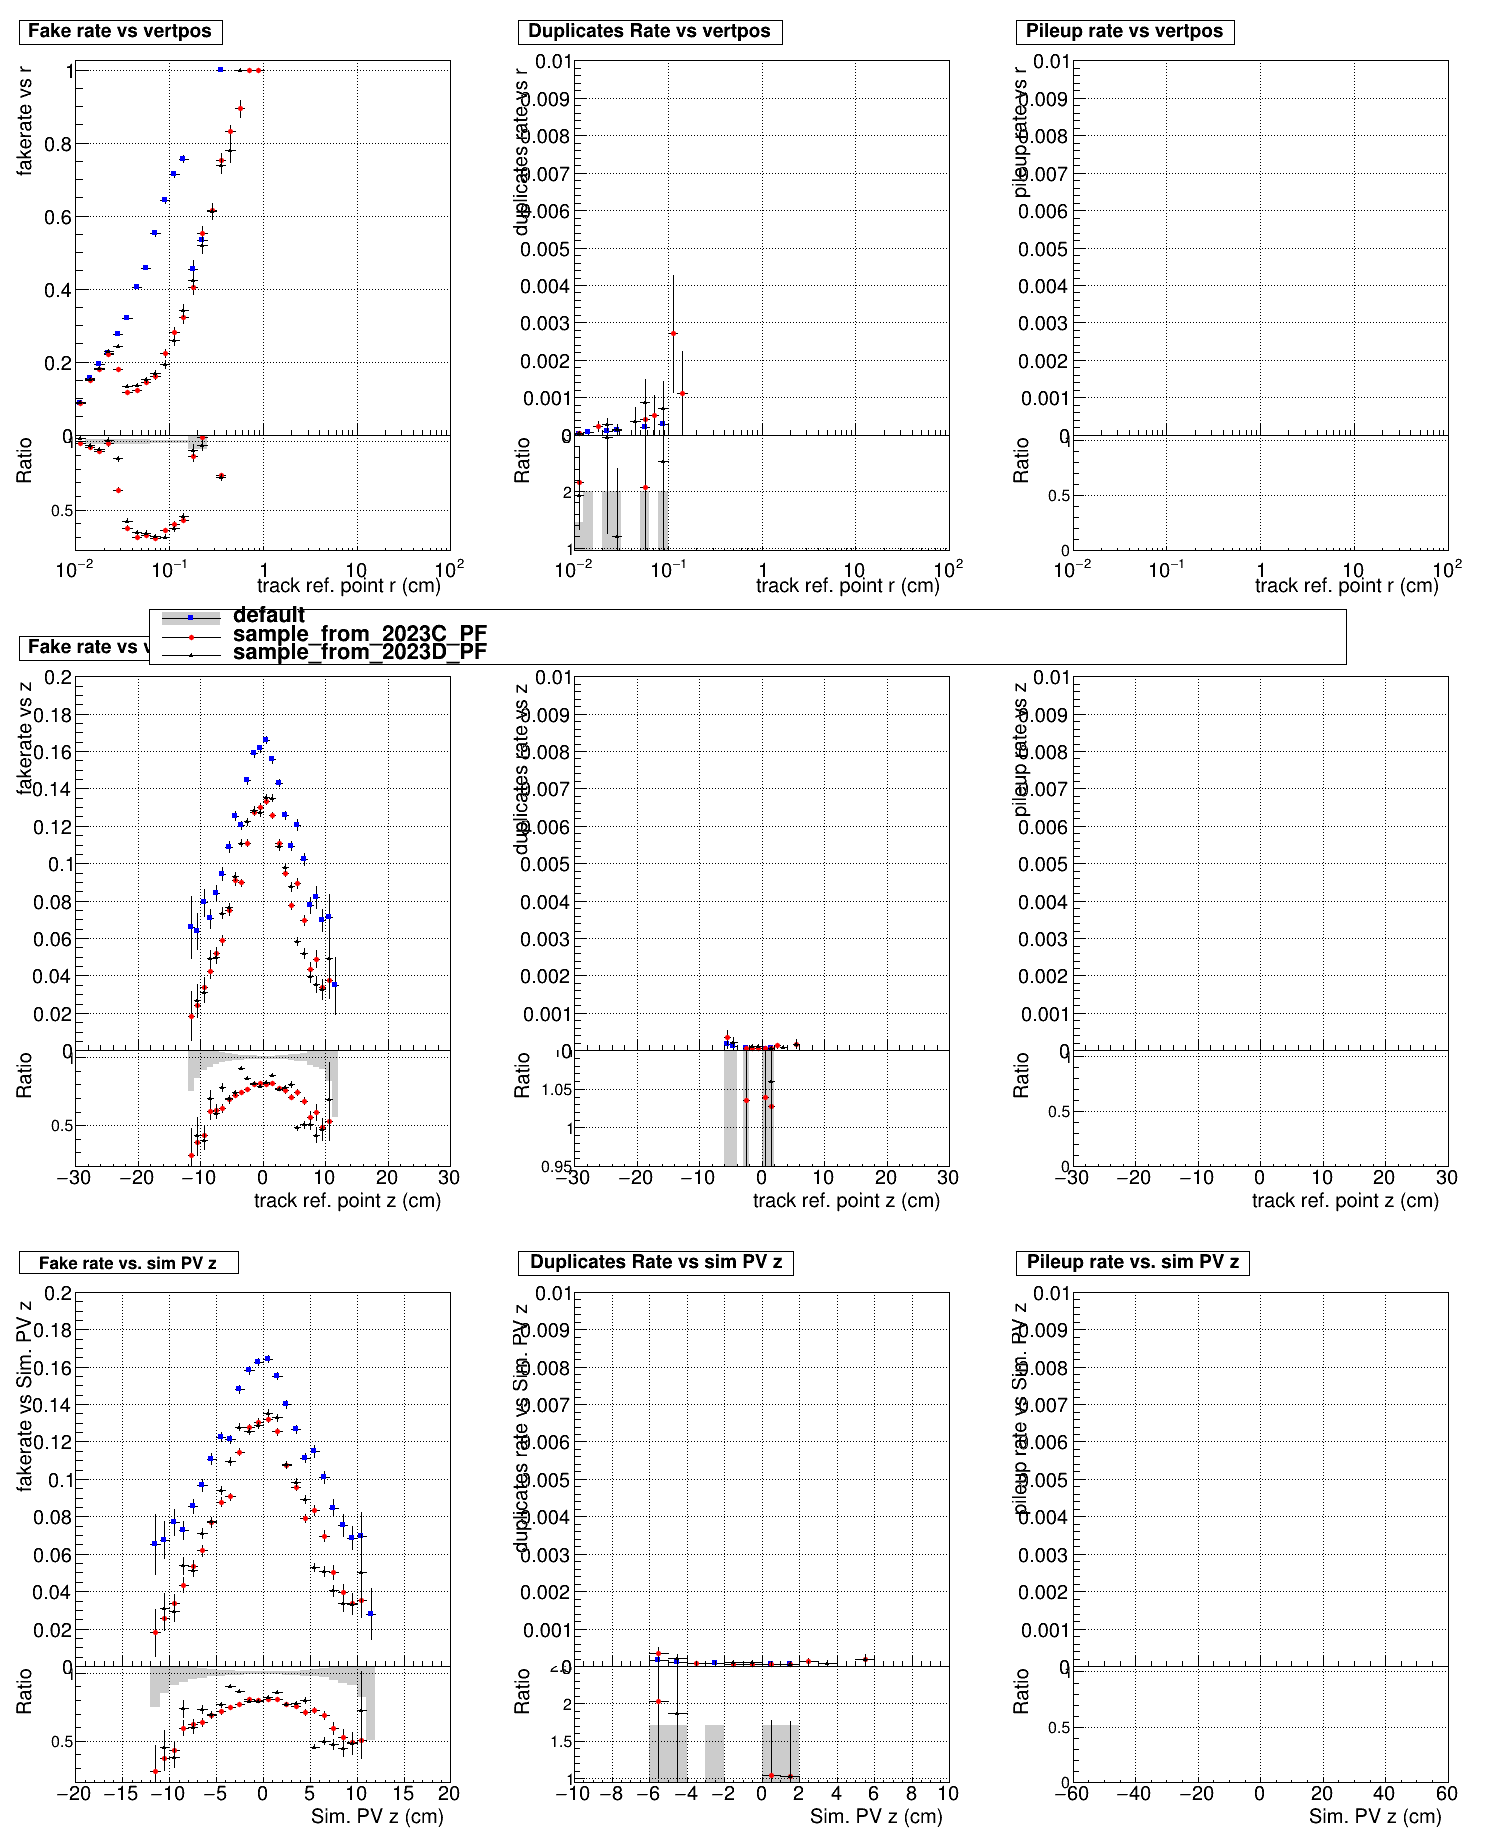 Fake rate vs vertpos
Duplicates Rate vs vertpos
Pileup rate vs vertpos
fakerate vs r
1
0.8
0.6
0.4
0.2
0
Ratio
1
0.5
10⁻² 10⁻¹ 1 10 10²
track ref. point r (cm)
duplicates rate vs r
0.01
0.009
0.008
0.007
0.006
0.005
0.004
0.003
0.002
0.001
0
Ratio
2
1
10⁻² 10⁻¹ 1 10 10²
track ref. point r (cm)
pileup rate vs r
0.01
0.009
0.008
0.007
0.006
0.005
0.004
0.003
0.002
0.001
0
Ratio
1
0.5
0
10⁻² 10⁻¹ 1 10 10²
track ref. point r (cm)
default
sample_from_2023C_PF
sample_from_2023D_PF
Fake rate vs v
fakerate vs z
0.2
0.18
0.16
0.14
0.12
0.1
0.08
0.06
0.04
0.02
0
Ratio
1
0.5
−30 −20 −10 0 10 20 30
track ref. point z (cm)
duplicates rate vs z
0.01
0.009
0.008
0.007
0.006
0.005
0.004
0.003
0.002
0.001
0
Ratio
1.05
1
0.95
−30 −20 −10 0 10 20 30
track ref. point z (cm)
pileup rate vs z
0.01
0.009
0.008
0.007
0.006
0.005
0.004
0.003
0.002
0.001
0
Ratio
1
0.5
0
−30 −20 −10 0 10 20 30
track ref. point z (cm)
Fake rate vs. sim PV z
Duplicates Rate vs sim PV z
Pileup rate vs. sim PV z
fakerate vs Sim. PV z
0.2
0.18
0.16
0.14
0.12
0.1
0.08
0.06
0.04
0.02
0
Ratio
1
0.5
−20 −15 −10 −5 0 5 10 15 20
Sim. PV z (cm)
duplicates rate vs Sim. PV z
0.01
0.009
0.008
0.007
0.006
0.005
0.004
0.003
0.002
0.001
0
Ratio
2
1.5
1
−10 −8 −6 −4 −2 0 2 4 6 8 10
Sim. PV z (cm)
pileup rate vs Sim. PV z
0.01
0.009
0.008
0.007
0.006
0.005
0.004
0.003
0.002
0.001
0
Ratio
1
0.5
0
−60 −40 −20 0 20 40 60
Sim. PV z (cm)